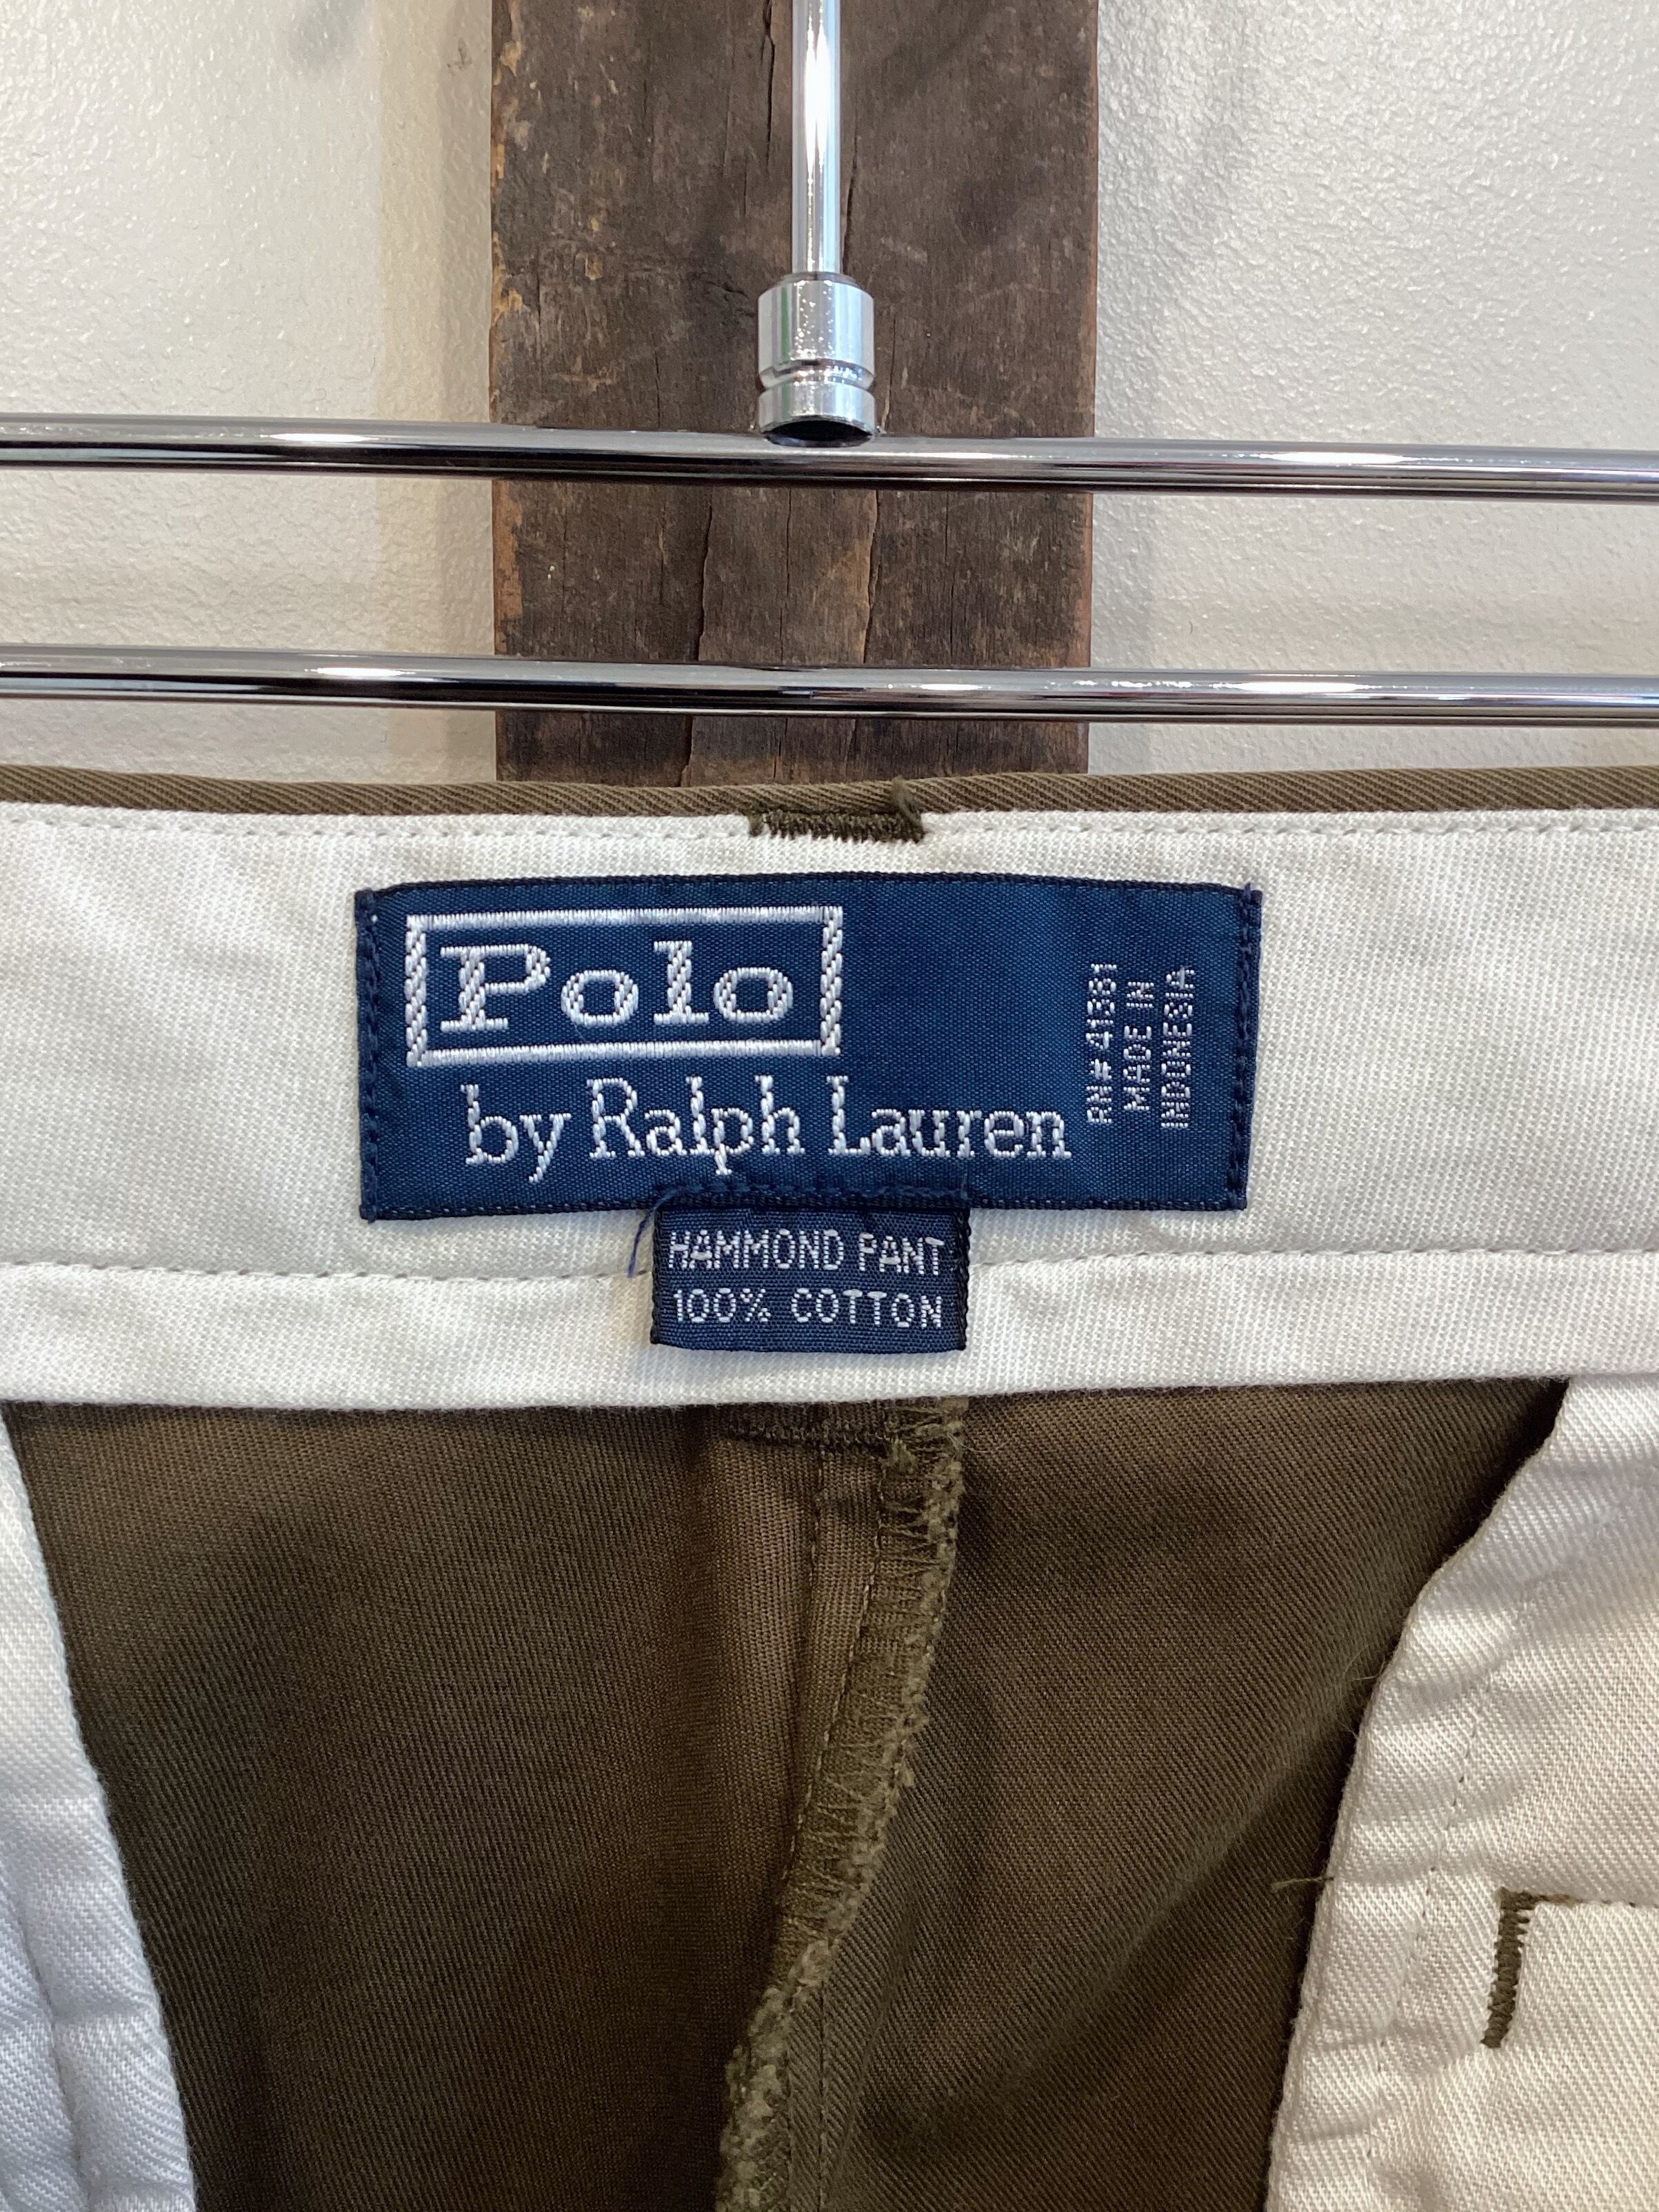 Polo
by Ralph Lauren
RN# 41381
MADE IN
INDONESIA
HAMMOND PANT
100% COTTON